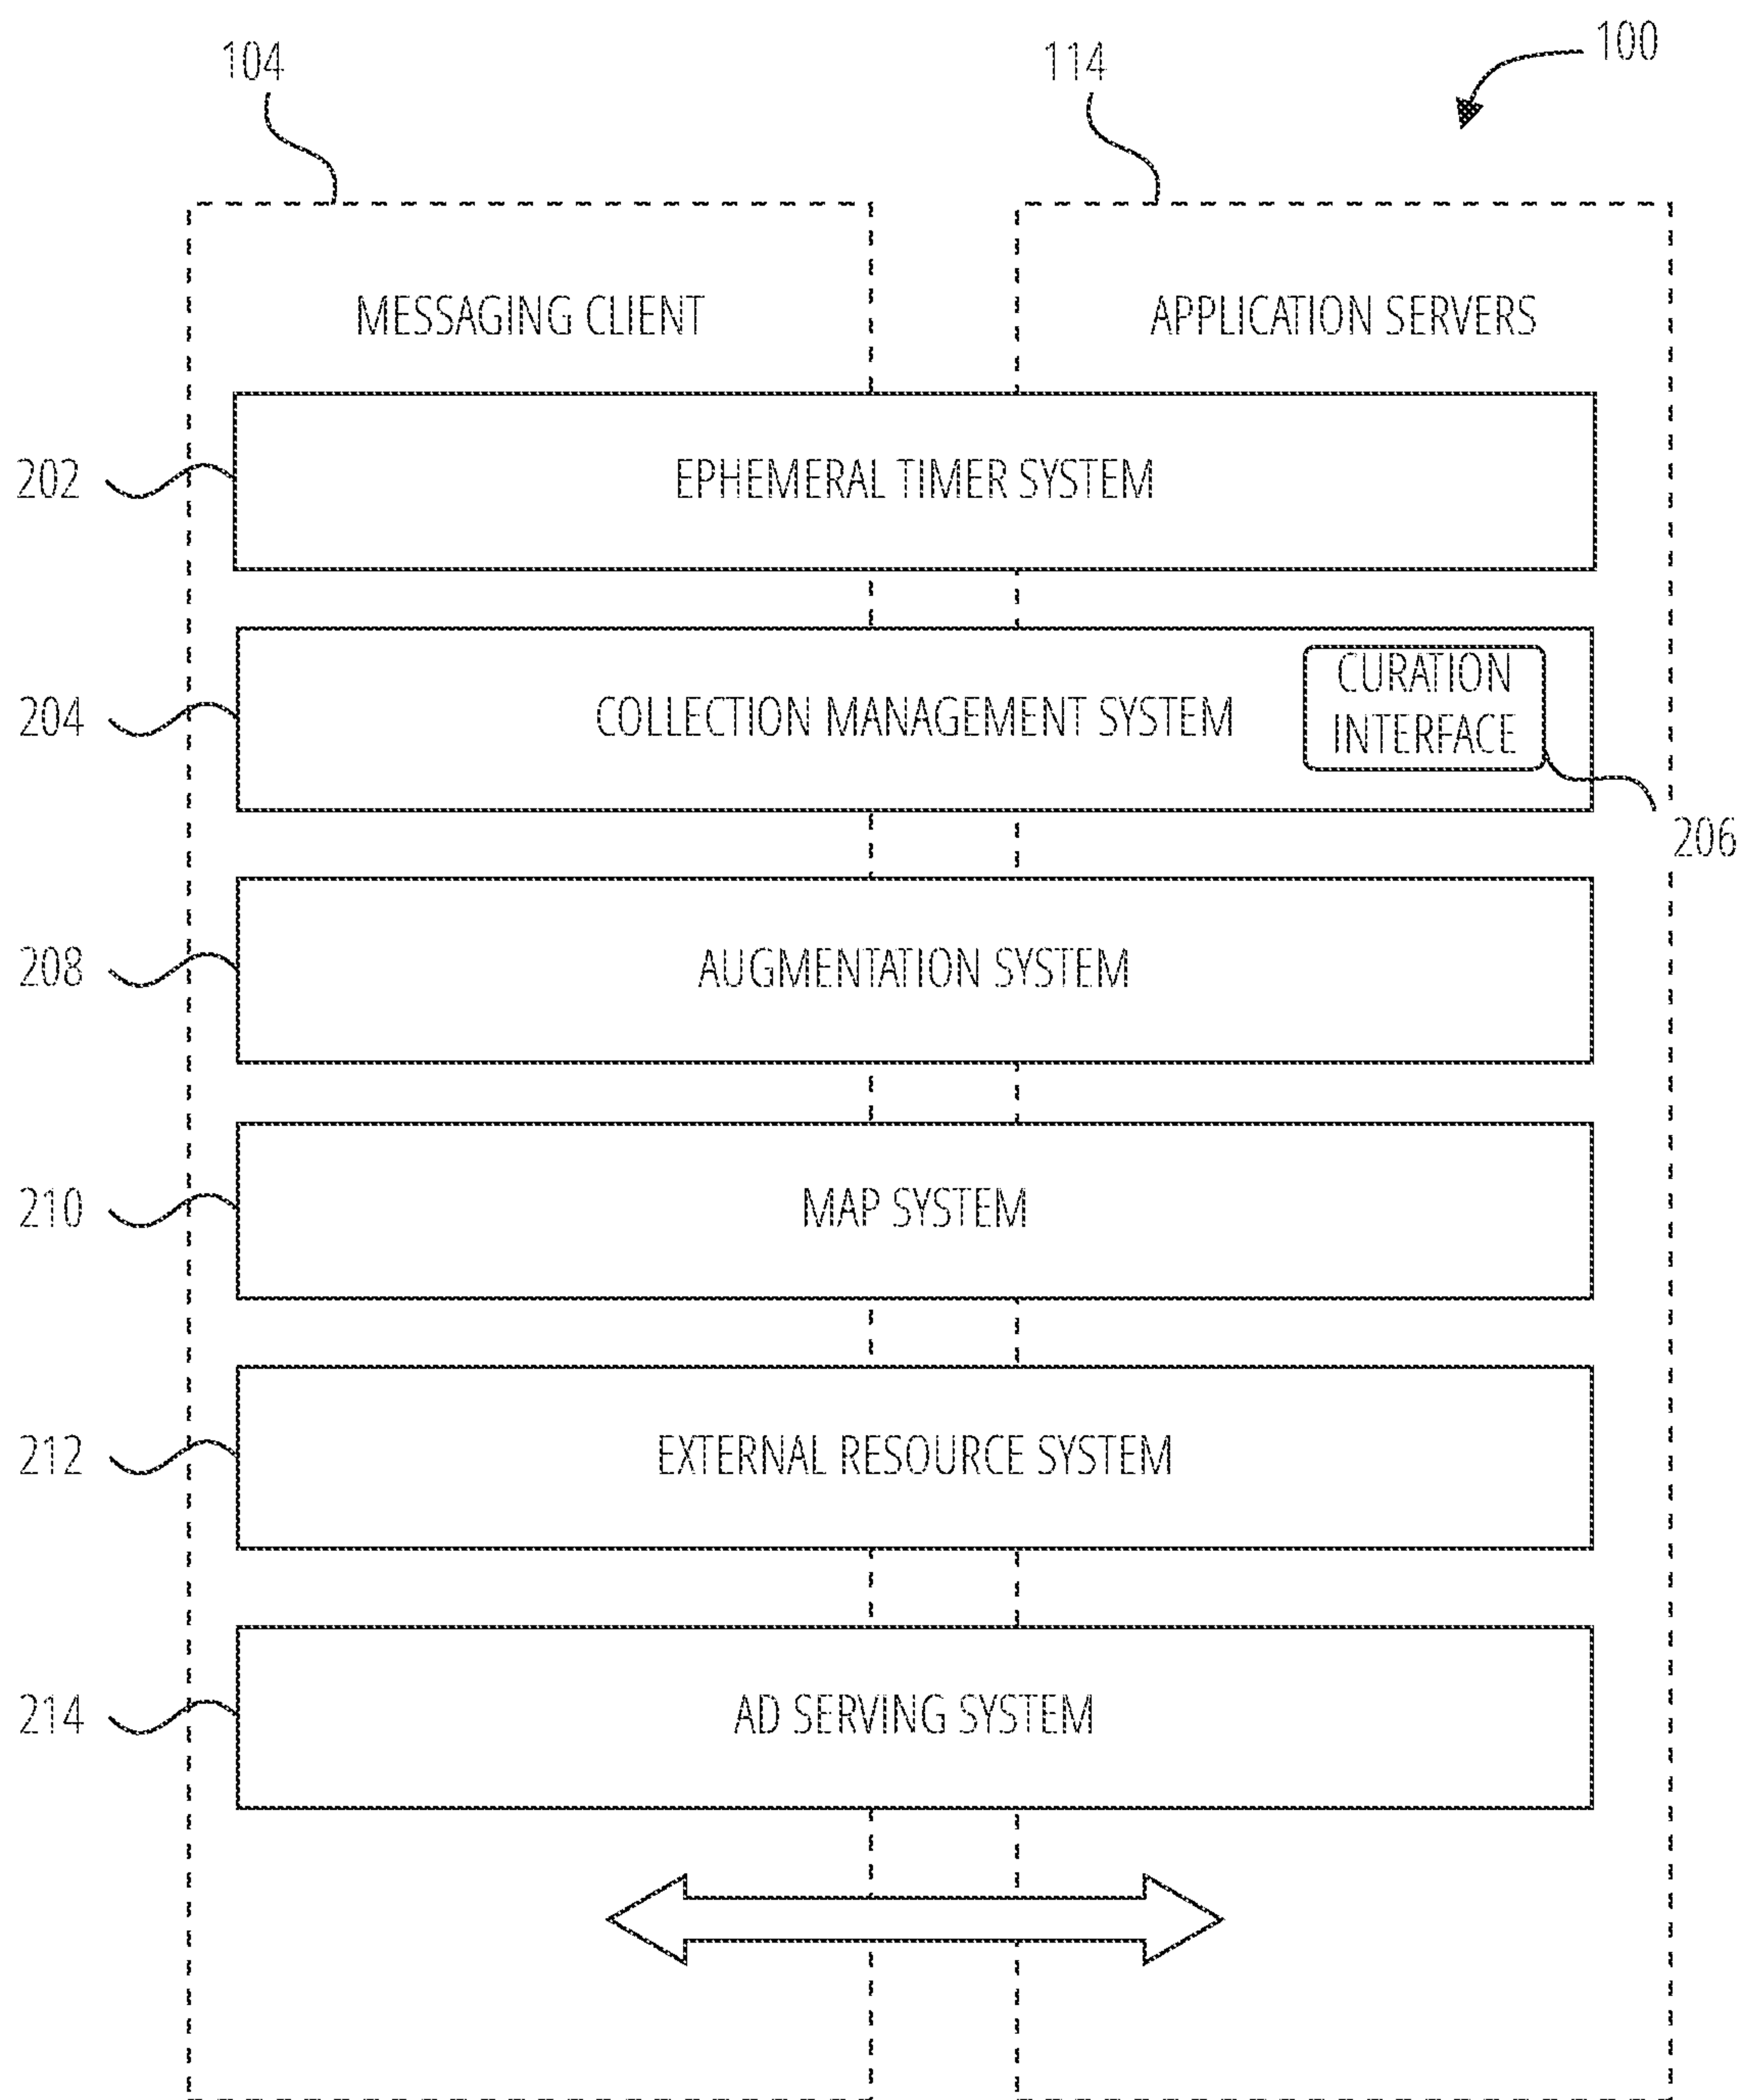 100
104
114
MESSAGING CLIENT
APPLICATION SERVERS
202
EPHEMERAL TIMER SYSTEM
204
COLLECTION MANAGEMENT SYSTEM
CURATION
INTERFACE
206
208
AUGMENTATION SYSTEM
210
MAP SYSTEM
212
EXTERNAL RESOURCE SYSTEM
214
AD SERVING SYSTEM